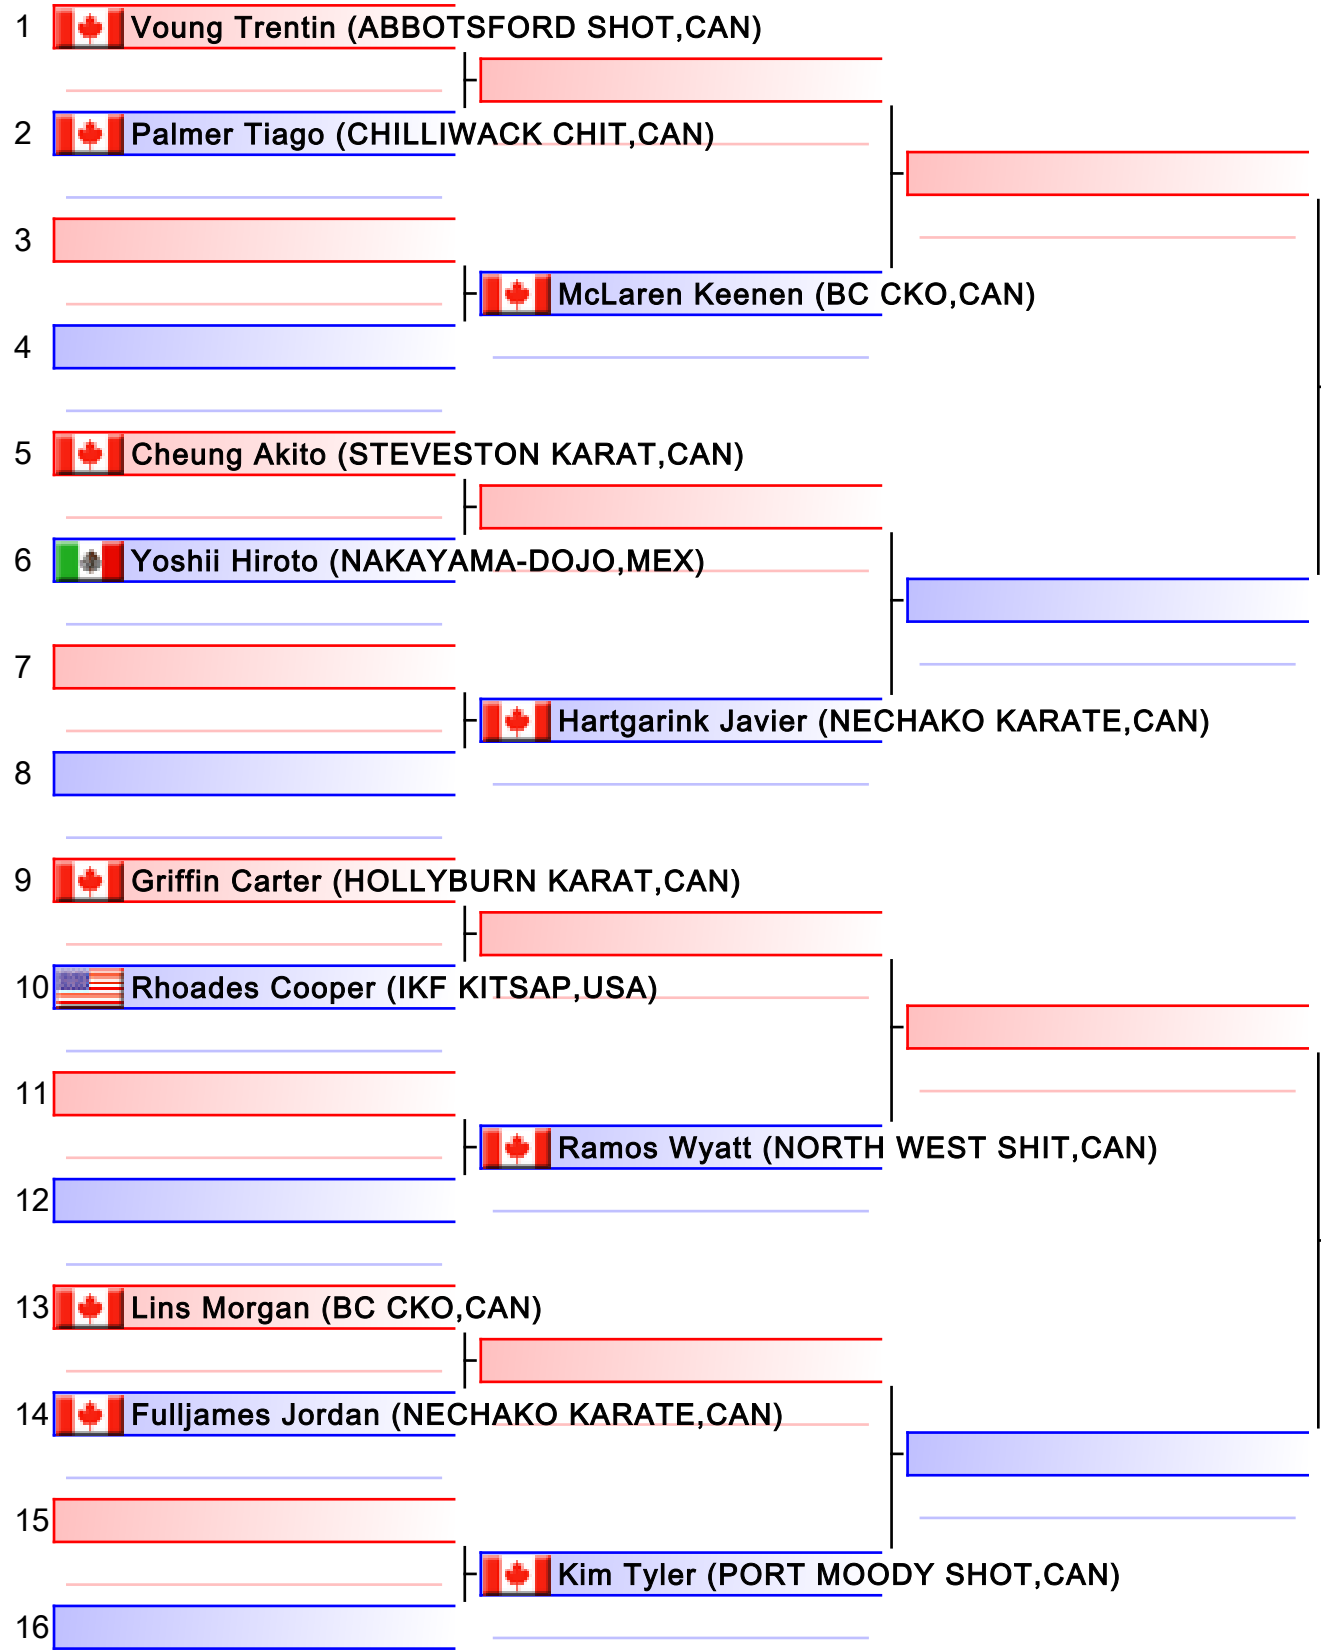 1 Voung Trentin (ABBOTSFORD SHOT,CAN)
2 Palmer Tiago (CHILLIWACK CHIT,CAN)
3
McLaren Keenen (BC CKO,CAN)
4
5 Cheung Akito (STEVESTON KARAT,CAN)
6 Yoshii Hiroto (NAKAYAMA-DOJO,MEX)
7
Hartgarink Javier (NECHAKO KARATE,CAN)
8
9 Griffin Carter (HOLLYBURN KARAT,CAN)
10 Rhoades Cooper (IKF KITSAP,USA)
11
Ramos Wyatt (NORTH WEST SHIT,CAN)
12
13 Lins Morgan (BC CKO,CAN)
14 Fulljames Jordan (NECHAKO KARATE,CAN)
15
Kim Tyler (PORT MOODY SHOT,CAN)
16